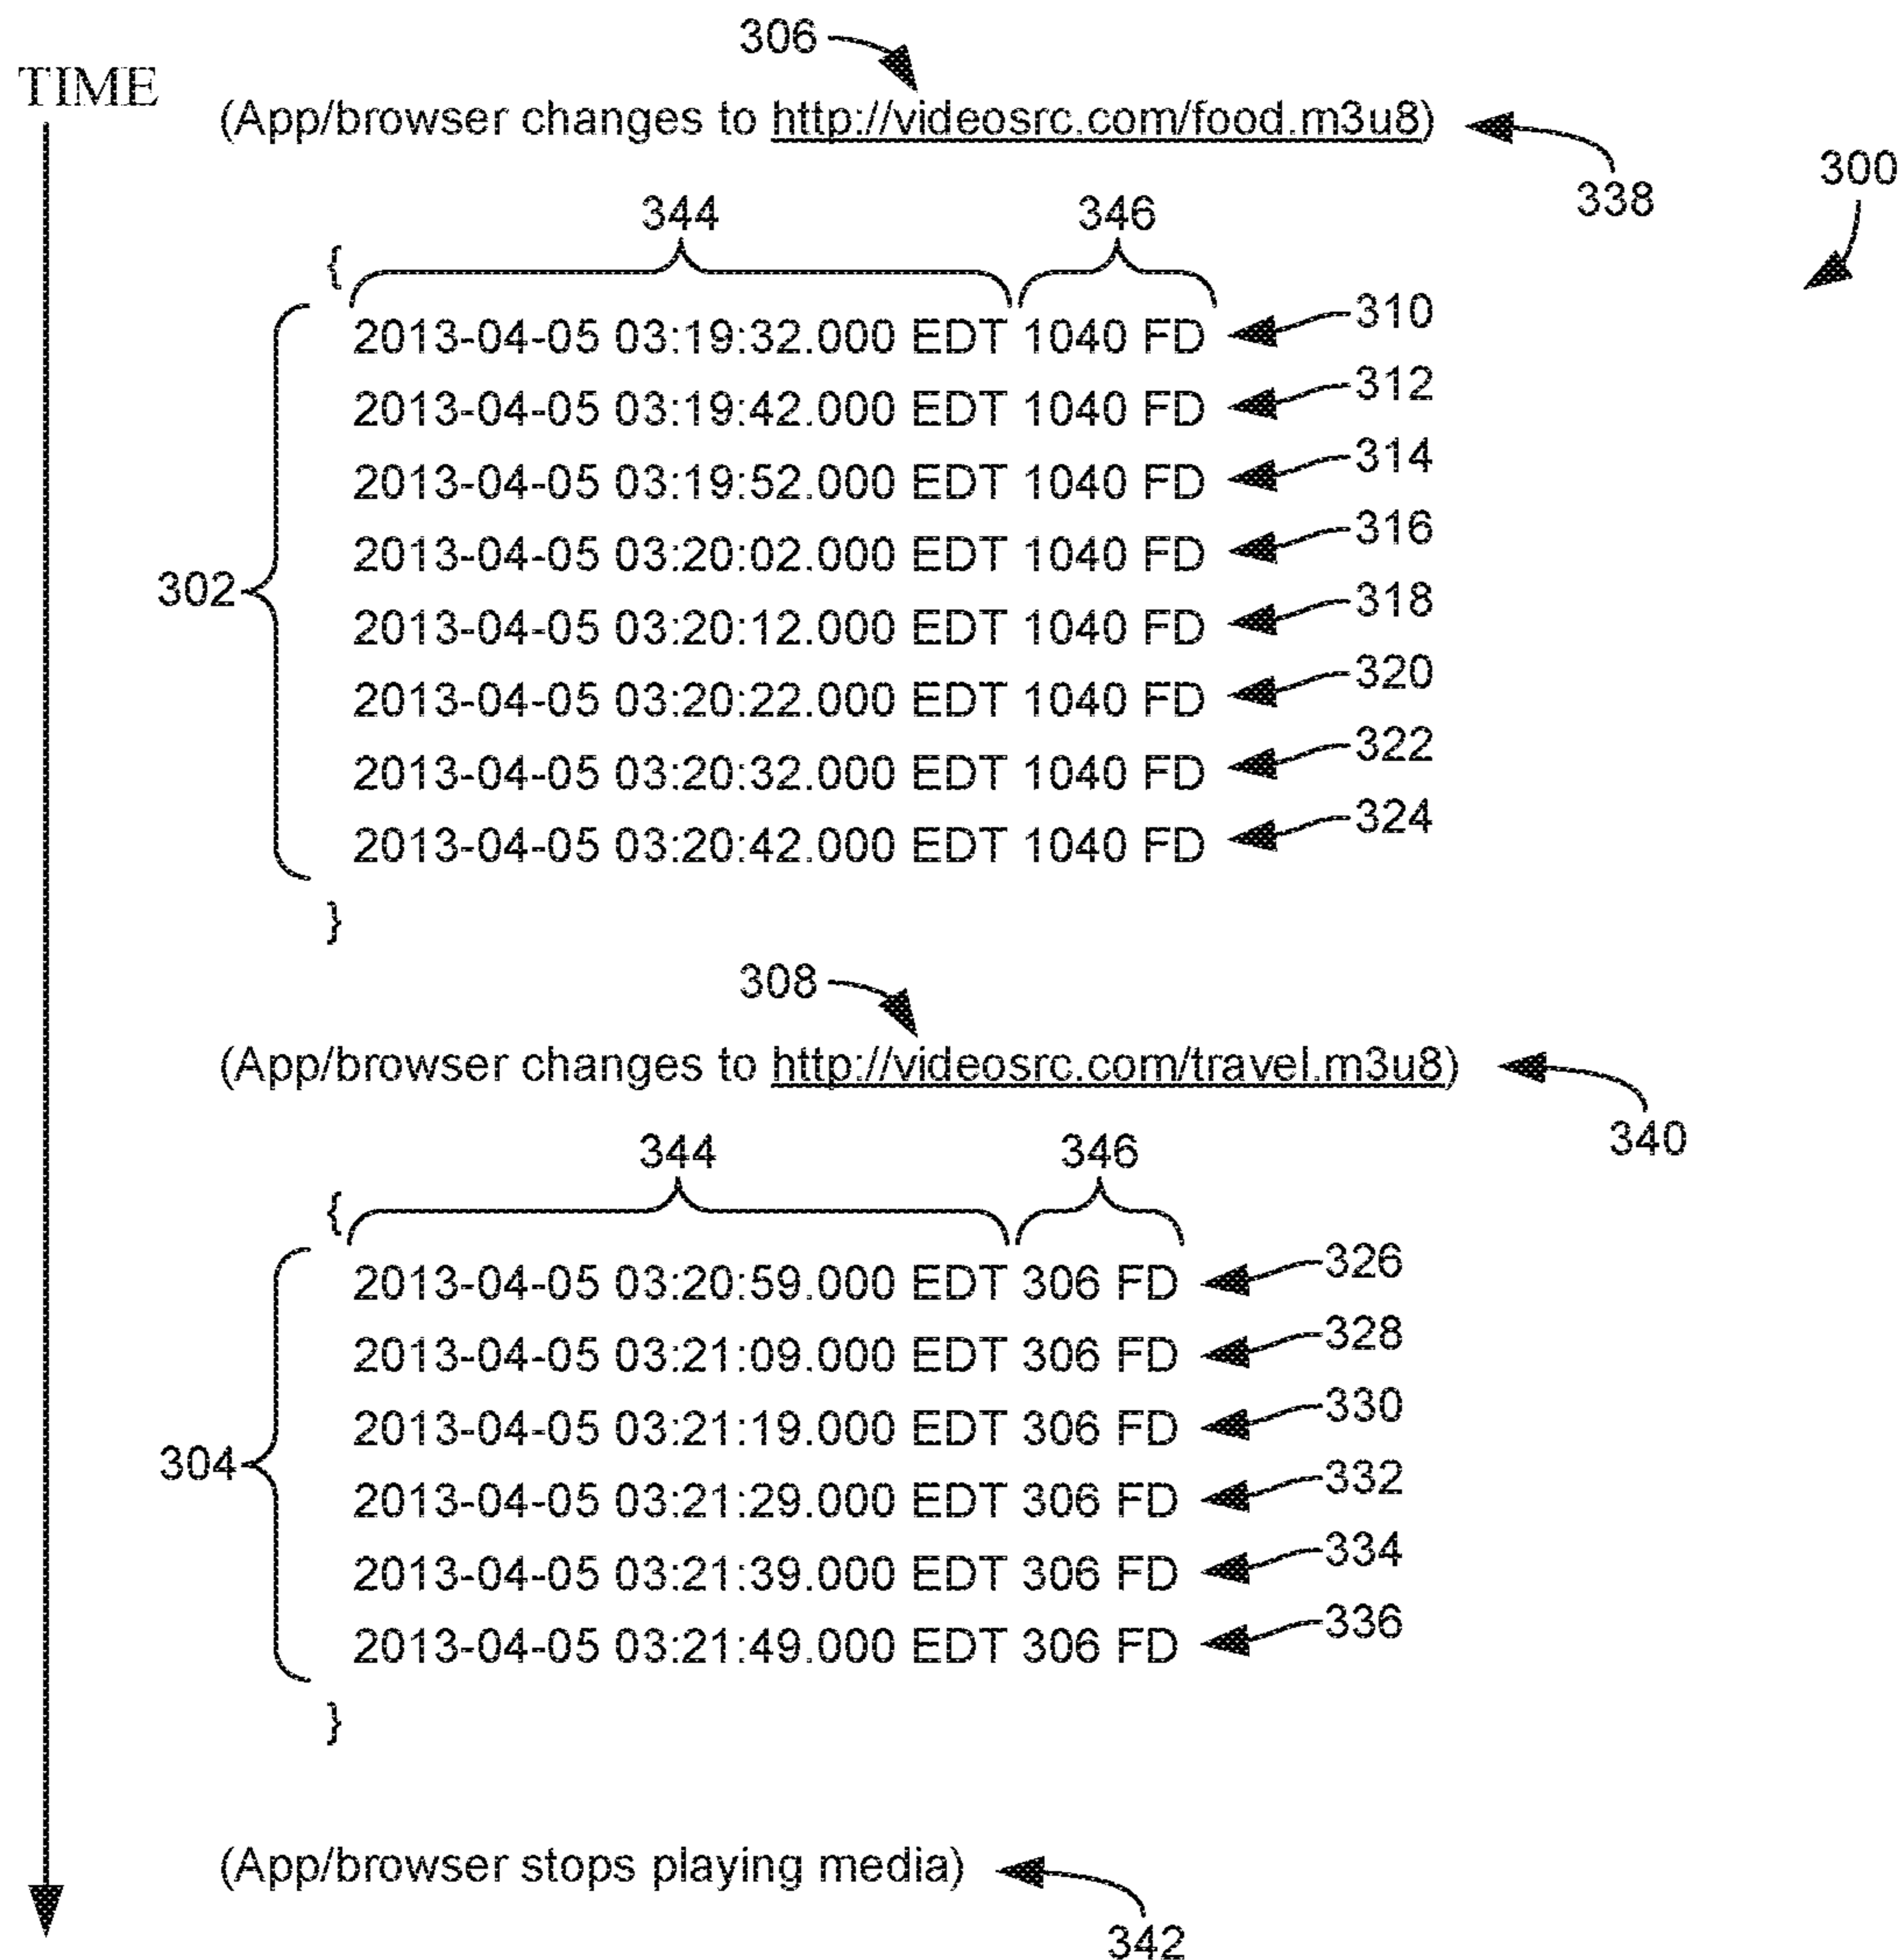 306
TIME
(App/browser changes to http://videosrc.com/food.m3u8)
338
300
344 346
{
2013-04-05 03:19:32.000 EDT 1040 FD 310
2013-04-05 03:19:42.000 EDT 1040 FD 312
2013-04-05 03:19:52.000 EDT 1040 FD 314
2013-04-05 03:20:02.000 EDT 1040 FD 316
302
2013-04-05 03:20:12.000 EDT 1040 FD 318
2013-04-05 03:20:22.000 EDT 1040 FD 320
2013-04-05 03:20:32.000 EDT 1040 FD 322
2013-04-05 03:20:42.000 EDT 1040 FD 324
}
308
(App/browser changes to http://videosrc.com/travel.m3u8)
340
344 346
{
2013-04-05 03:20:59.000 EDT 306 FD 326
2013-04-05 03:21:09.000 EDT 306 FD 328
2013-04-05 03:21:19.000 EDT 306 FD 330
304
2013-04-05 03:21:29.000 EDT 306 FD 332
2013-04-05 03:21:39.000 EDT 306 FD 334
2013-04-05 03:21:49.000 EDT 306 FD 336
}
(App/browser stops playing media)
342